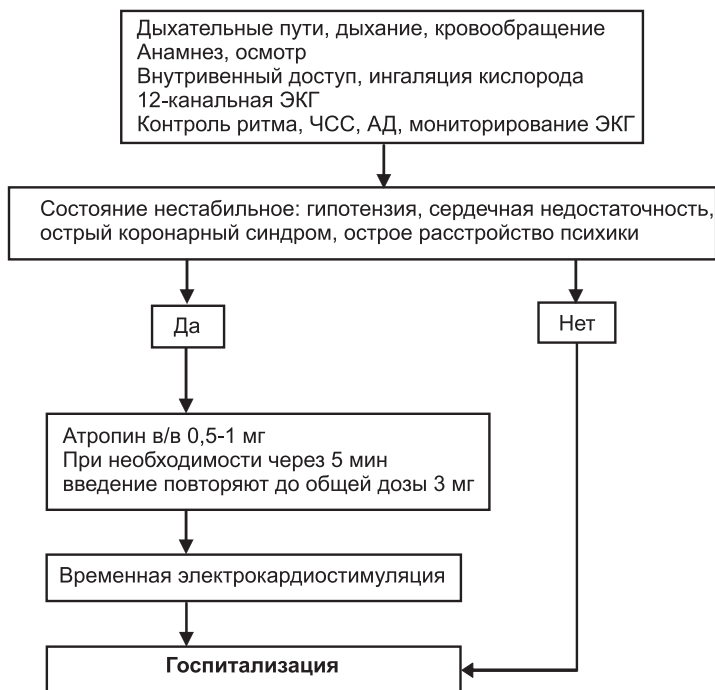 Дыхательные пути, дыхание, кровообращение
Анамнез, осмотр
Внутривенный доступ, ингаляция кислорода
12-канальная ЭКГ
Контроль ритма, ЧСС, АД, мониторирование ЭКГ
Состояние нестабильное: гипотензия, сердечная недостаточность,
острый коронарный синдром, острое расстройство психики
Да
Нет
Атропин в/в 0,5-1 мг
При необходимости через 5 мин
введение повторяют до общей дозы 3 мг
Временная электрокардиостимуляция
Госпитализация